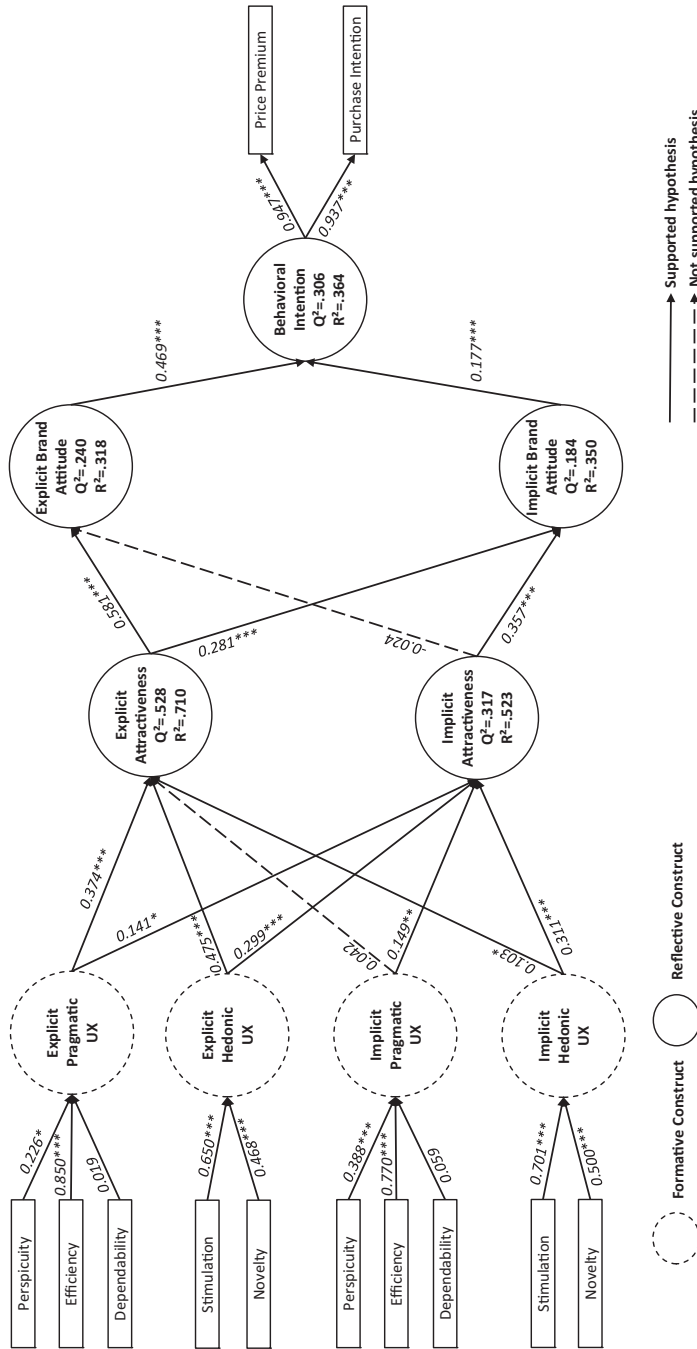 Perspicuity
Efficiency
Dependability
Stimulation
Novelty
Perspicuity
Efficiency
Dependability
Stimulation
Novelty
0.226*
0.850***
0.019
0.650***
0.468***
0.388***
0.770***
0.059
0.701***
0.500***
Explicit
Pragmatic
UX
Explicit
Hedonic
UX
Implicit
Pragmatic
UX
Implicit
Hedonic
UX
0.374***
0.141*
0.475***
0.299***
0.042
0.149**
0.103*
0.311***
Explicit
Attractiveness
Q²=.528
R²=.710
Implicit
Attractiveness
Q²=.317
R²=.523
0.581***
0.281***
-0.024
0.357***
Explicit Brand
Attitude
Q²=.240
R²=.318
Implicit Brand
Attitude
Q²=.184
R²=.350
0.469***
0.177***
Behavioral
Intention
Q²=.306
R²=.364
0.947***
0.937***
Price Premium
Purchase Intention
Formative Construct
Reflective Construct
Supported hypothesis
Not supported hypothesis